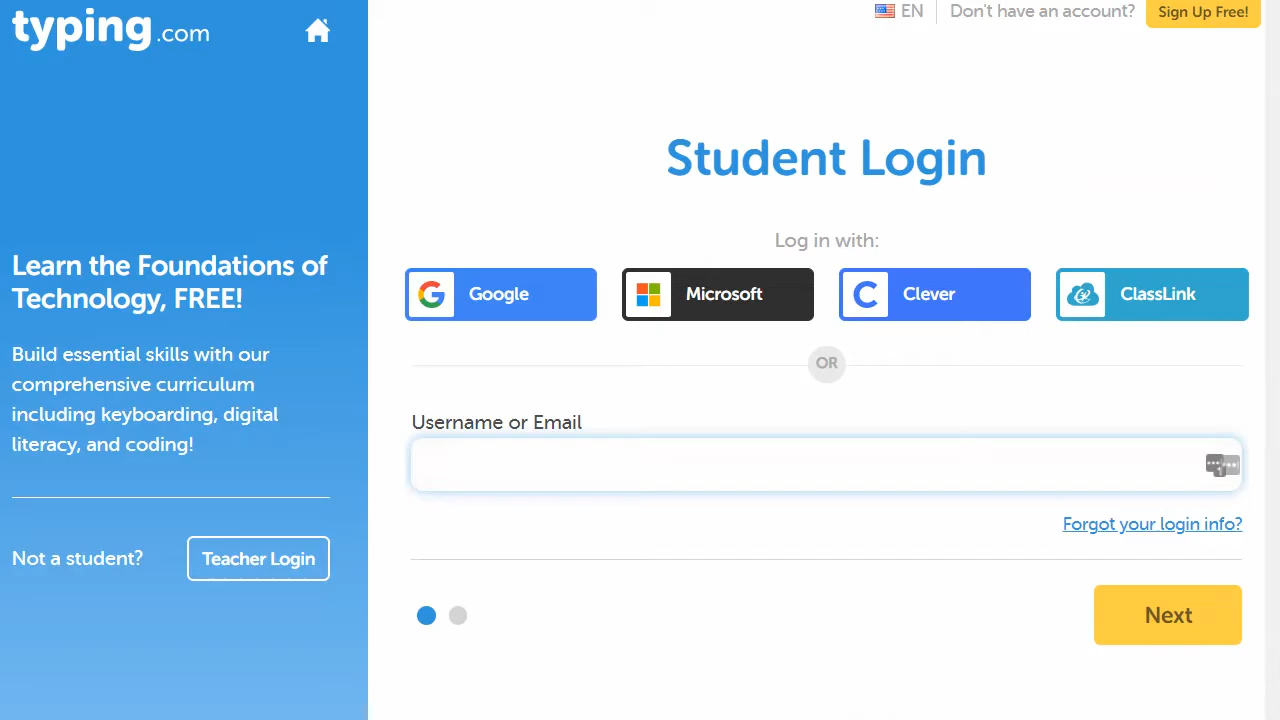 typing.com
EN
Don't have an account?
Sign Up Free!
Learn the Foundations of
Technology, FREE!
Build essential skills with our
comprehensive curriculum
including keyboarding, digital
literacy, and coding!
Not a student?
Teacher Login
Student Login
Log in with:
Google
Microsoft
Clever
ClassLink
OR
Username or Email
Forgot your login info?
Next